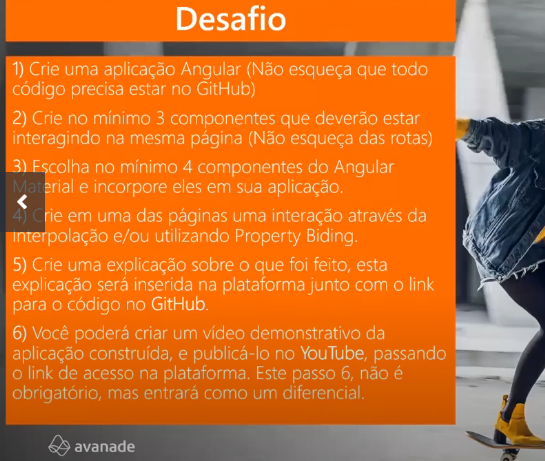 Desafio
1) Crie uma aplicação Angular (Não esqueça que todo
código precisa estar no GitHub)
2) Crie no mínimo 3 componentes que deverão estar
interagindo na mesma página (Não esqueça das rotas)
3) Escolha no mínimo 4 componentes do Angular
Material e incorpore eles em sua aplicação.
4) Crie em uma das páginas uma interação através da
Interpolação e/ou utilizando Property Biding.
5) Crie uma explicação sobre o que foi feito, esta
explicação será inserida na plataforma junto com o link
para o código no GitHub.
6) Você poderá criar um vídeo demonstrativo da
aplicação construída, e publicá-lo no YouTube, passando
o link de acesso na plataforma. Este passo 6, não é
obrigatório, mas entrará como um diferencial.
avanade